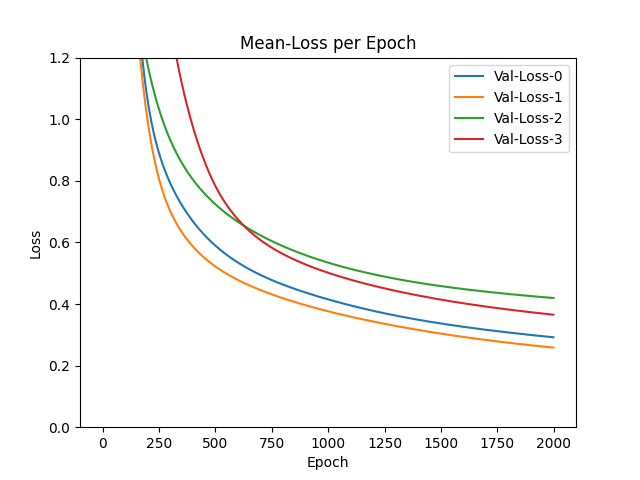 Mean-Loss per Epoch
Val-Loss-0
Val-Loss-1
Val-Loss-2
Val-Loss-3
Loss
1.2
1.0
0.8
0.6
0.4
0.2
0.0
0 250 500 750 1000 1250 1500 1750 2000
Epoch